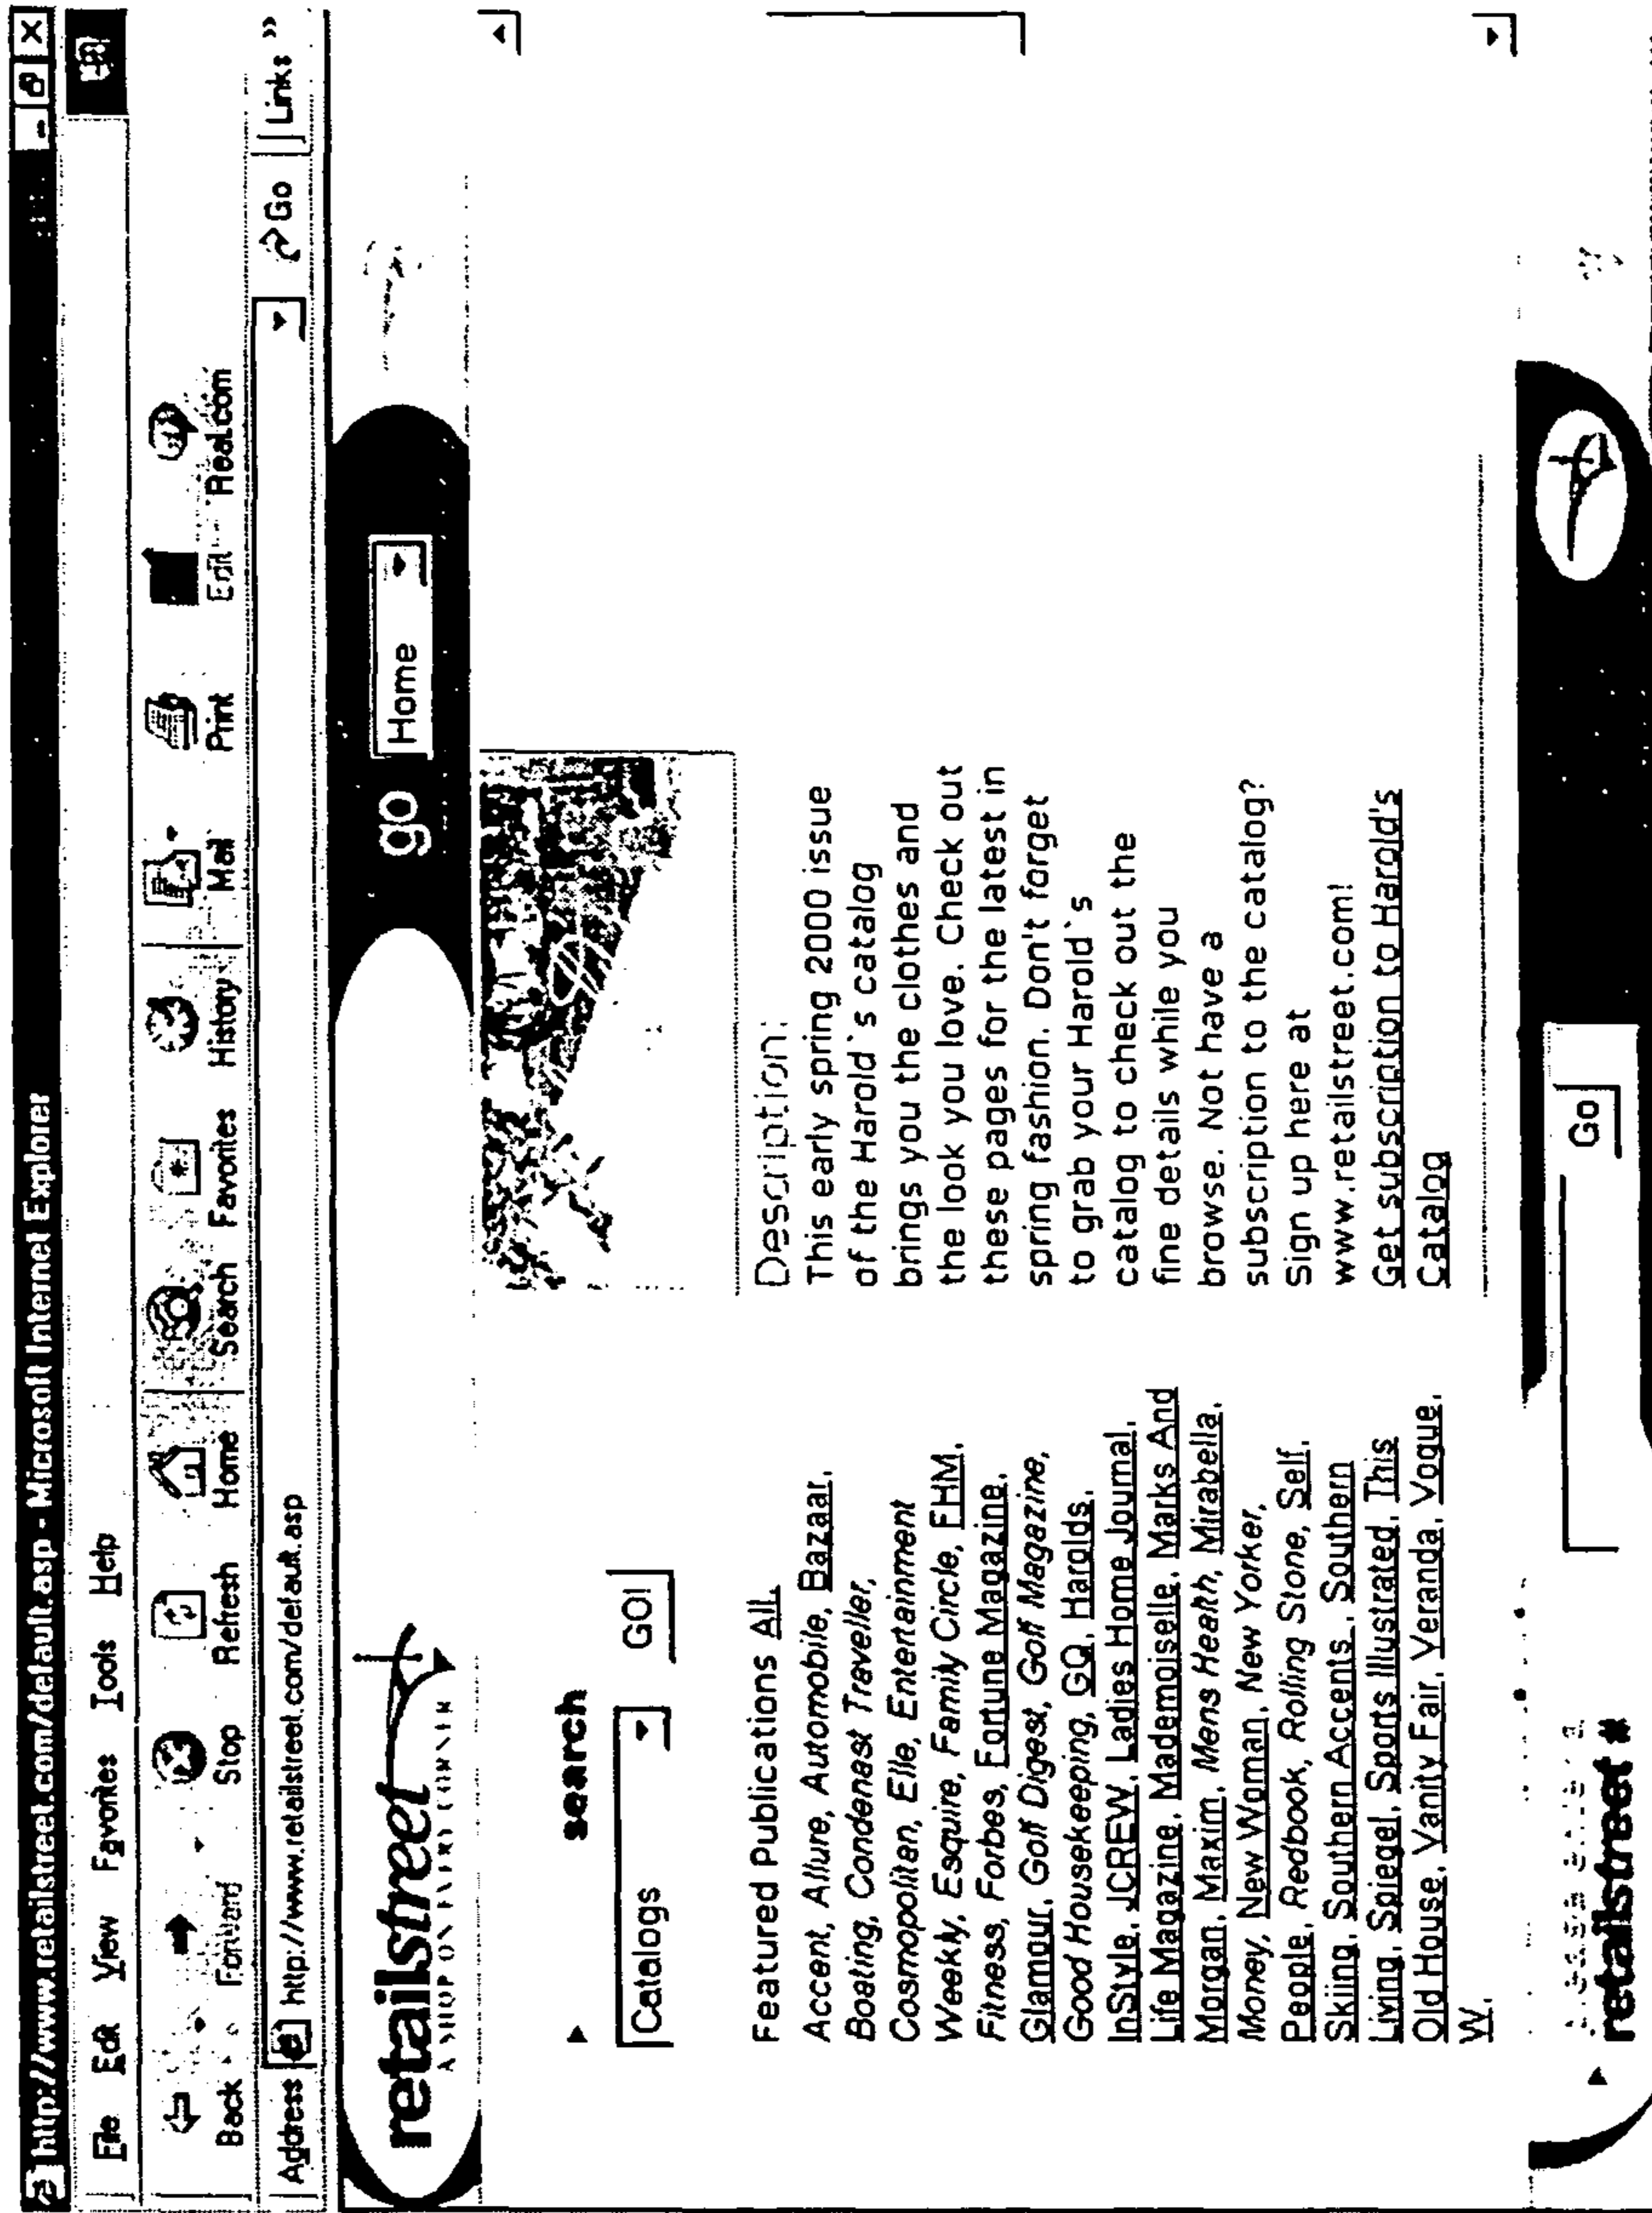 http://www.retailstreet.com/default.asp - Microsoft Internet Explorer
File Edit View Favorites Tools Help
Back Forward Stop Refresh Home Search Favorites History Mail Print Edit Real.com
Address http://www.retailstreet.com/default.asp Go Links »
retailstreet
A SHOP ON EVERY CORNER
go Home
search
Catalogs GO!
Featured Publications All,
Accent, Allure, Automobile, Bazaar,
Boating, Condenast Traveller,
Cosmopoliten, Elle, Entertainment
Weekly, Esquire, Family Circle, FHM,
Fitness, Forbes, Fortune Magazine,
Glamour, Golf Digest, Golf Magazine,
Good Housekeeping, GQ, Harolds,
InStyle, JCREW, Ladies Home Journal,
Life Magazine, Mademoiselle, Marks And
Morgan, Maxim, Mens Health, Mirabella,
Money, New Woman, New Yorker,
People, Redbook, Rolling Stone, Self,
Skiing, Southern Accents, Southern
Living, Spiegel, Sports Illustrated, This
Old House, Vanity Fair, Veranda, Vogue,
W,
Description:
This early spring 2000 issue
of the Harold`s catalog
brings you the clothes and
the look you love. Check out
these pages for the latest in
spring fashion. Don't forget
to grab your Harold`s
catalog to check out the
fine details while you
browse. Not have a
subscription to the catalog?
Sign up here at
www.retailstreet.com!
Get subscription to Harold's
Catalog
retailstreet # Go